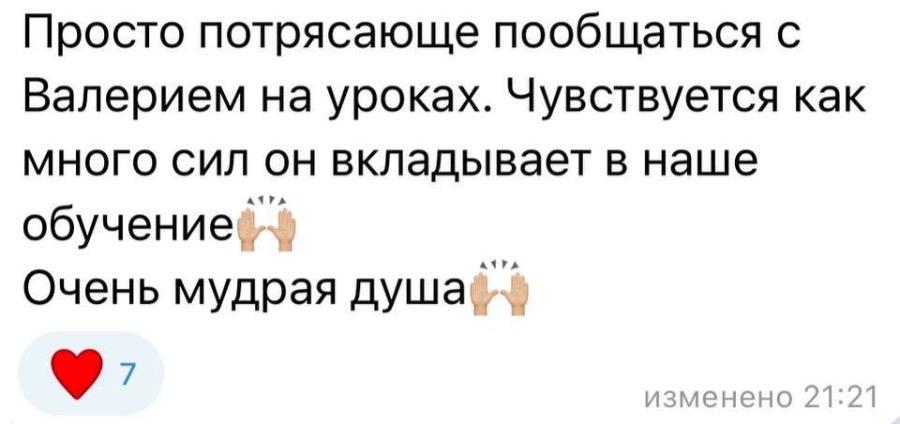 Просто потрясающе пообщаться с
Валерием на уроках. Чувствуется как
много сил он вкладывает в наше
обучение🙌🏼
Очень мудрая душа🙌🏼
7
изменено 21:21